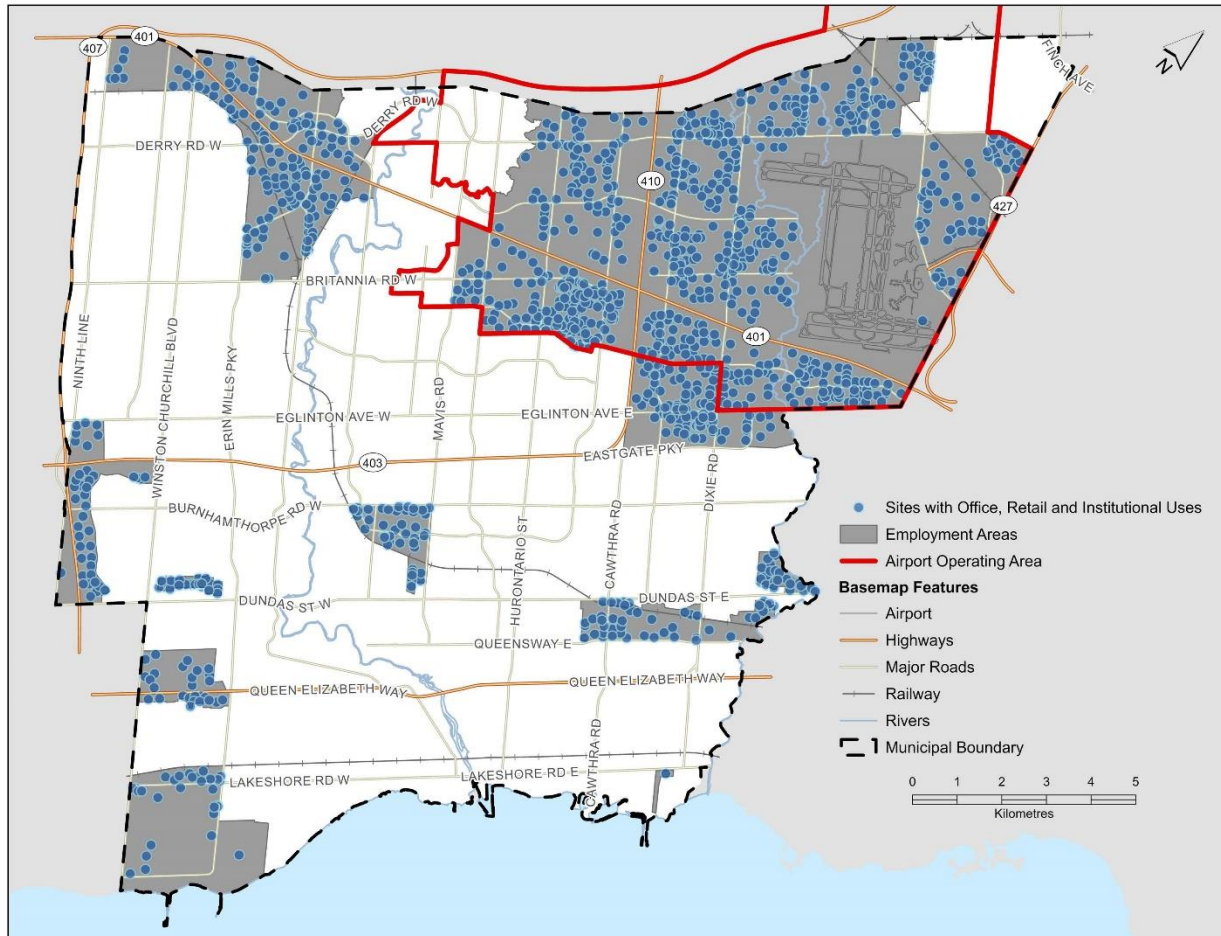 401
407
N
FINCH AVE
DERRY RD W
DERRY RD W
410
427
BRITANNIA RD W
401
NINTH LINE
WINSTON CHURCHILL BLVD
ERIN MILLS PKY
MAVIS RD
EGLINTON AVE W
EGLINTON AVE E
403
EASTGATE PKY
DIXIE RD
BURNHAMTHORPE RD W
HURONTARIO ST
CAWTHRA RD
DUNDAS ST W
DUNDAS ST E
QUEENSWAY E
QUEEN ELIZABETH WAY
QUEEN ELIZABETH WAY
CAWTHRA RD
LAKESHORE RD W
LAKESHORE RD E
Sites with Office, Retail and Institutional Uses
Employment Areas
Airport Operating Area
Basemap Features
Airport
Highways
Major Roads
Railway
Rivers
Municipal Boundary
0 1 2 3 4 5
Kilometres